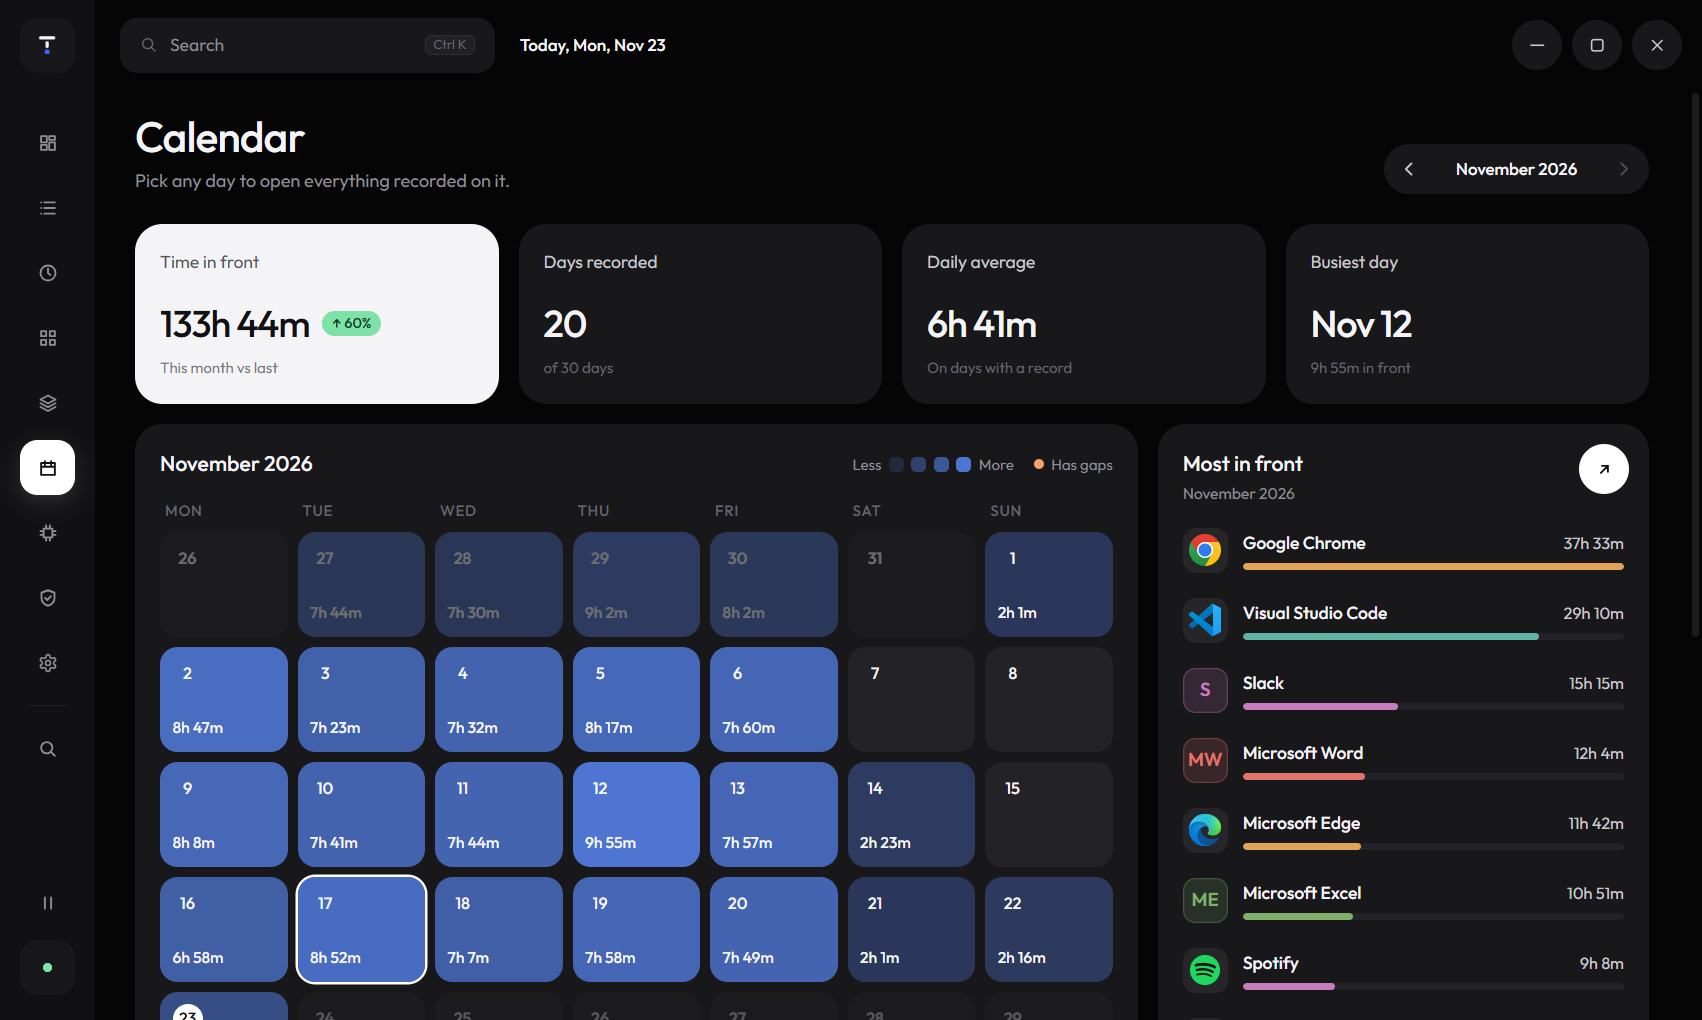 Search
Ctrl K
Today, Mon, Nov 23
Calendar
Pick any day to open everything recorded on it.
November 2026
Time in front
133h 44m
↑ 60%
This month vs last
Days recorded
20
of 30 days
Daily average
6h 41m
On days with a record
Busiest day
Nov 12
9h 55m in front
November 2026
Less
More
Has gaps
MON TUE WED THU FRI SAT SUN
26 27 28 29 30 31 1
7h 44m 7h 30m 9h 2m 8h 2m 2h 1m
2 3 4 5 6 7 8
8h 47m 7h 23m 7h 32m 8h 17m 7h 60m
9 10 11 12 13 14 15
8h 8m 7h 41m 7h 44m 9h 55m 7h 57m 2h 23m
16 17 18 19 20 21 22
6h 58m 8h 52m 7h 7m 7h 58m 7h 49m 2h 1m 2h 16m
23 24 25 26 27 28 29
Most in front
November 2026
Google Chrome 37h 33m
Visual Studio Code 29h 10m
S
Slack 15h 15m
MW
Microsoft Word 12h 4m
Microsoft Edge 11h 42m
ME
Microsoft Excel 10h 51m
Spotify 9h 8m